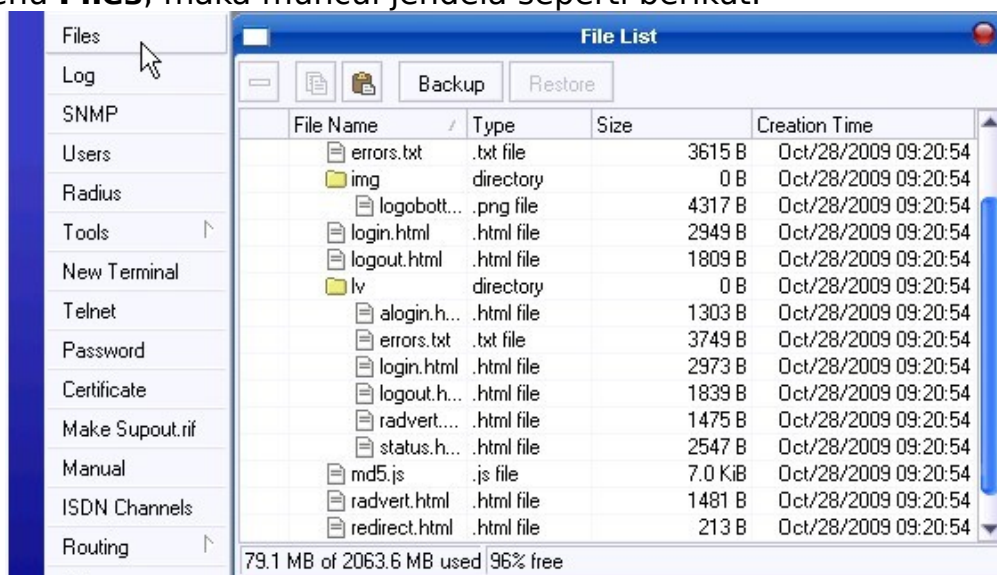 Files, maka muncul jendela seperti berikut:
Files
Log
SNMP
Users
Radius
Tools
New Terminal
Telnet
Password
Certificate
Make Supout.rif
Manual
ISDN Channels
Routing
File List
Backup Restore
File Name / Type Size Creation Time
errors.txt .txt file 3615 B Oct/28/2009 09:20:54
img directory 0 B Oct/28/2009 09:20:54
logobott... .png file 4317 B Oct/28/2009 09:20:54
login.html .html file 2949 B Oct/28/2009 09:20:54
logout.html .html file 1809 B Oct/28/2009 09:20:54
lv directory 0 B Oct/28/2009 09:20:54
alogin.h... .html file 1303 B Oct/28/2009 09:20:54
errors.txt .txt file 3749 B Oct/28/2009 09:20:54
login.html .html file 2973 B Oct/28/2009 09:20:54
logout.h... .html file 1839 B Oct/28/2009 09:20:54
radvert.... .html file 1475 B Oct/28/2009 09:20:54
status.h... .html file 2547 B Oct/28/2009 09:20:54
md5.js .js file 7.0 KiB Oct/28/2009 09:20:54
radvert.html .html file 1481 B Oct/28/2009 09:20:54
redirect.html .html file 213 B Oct/28/2009 09:20:54
79.1 MB of 2063.6 MB used 96% free